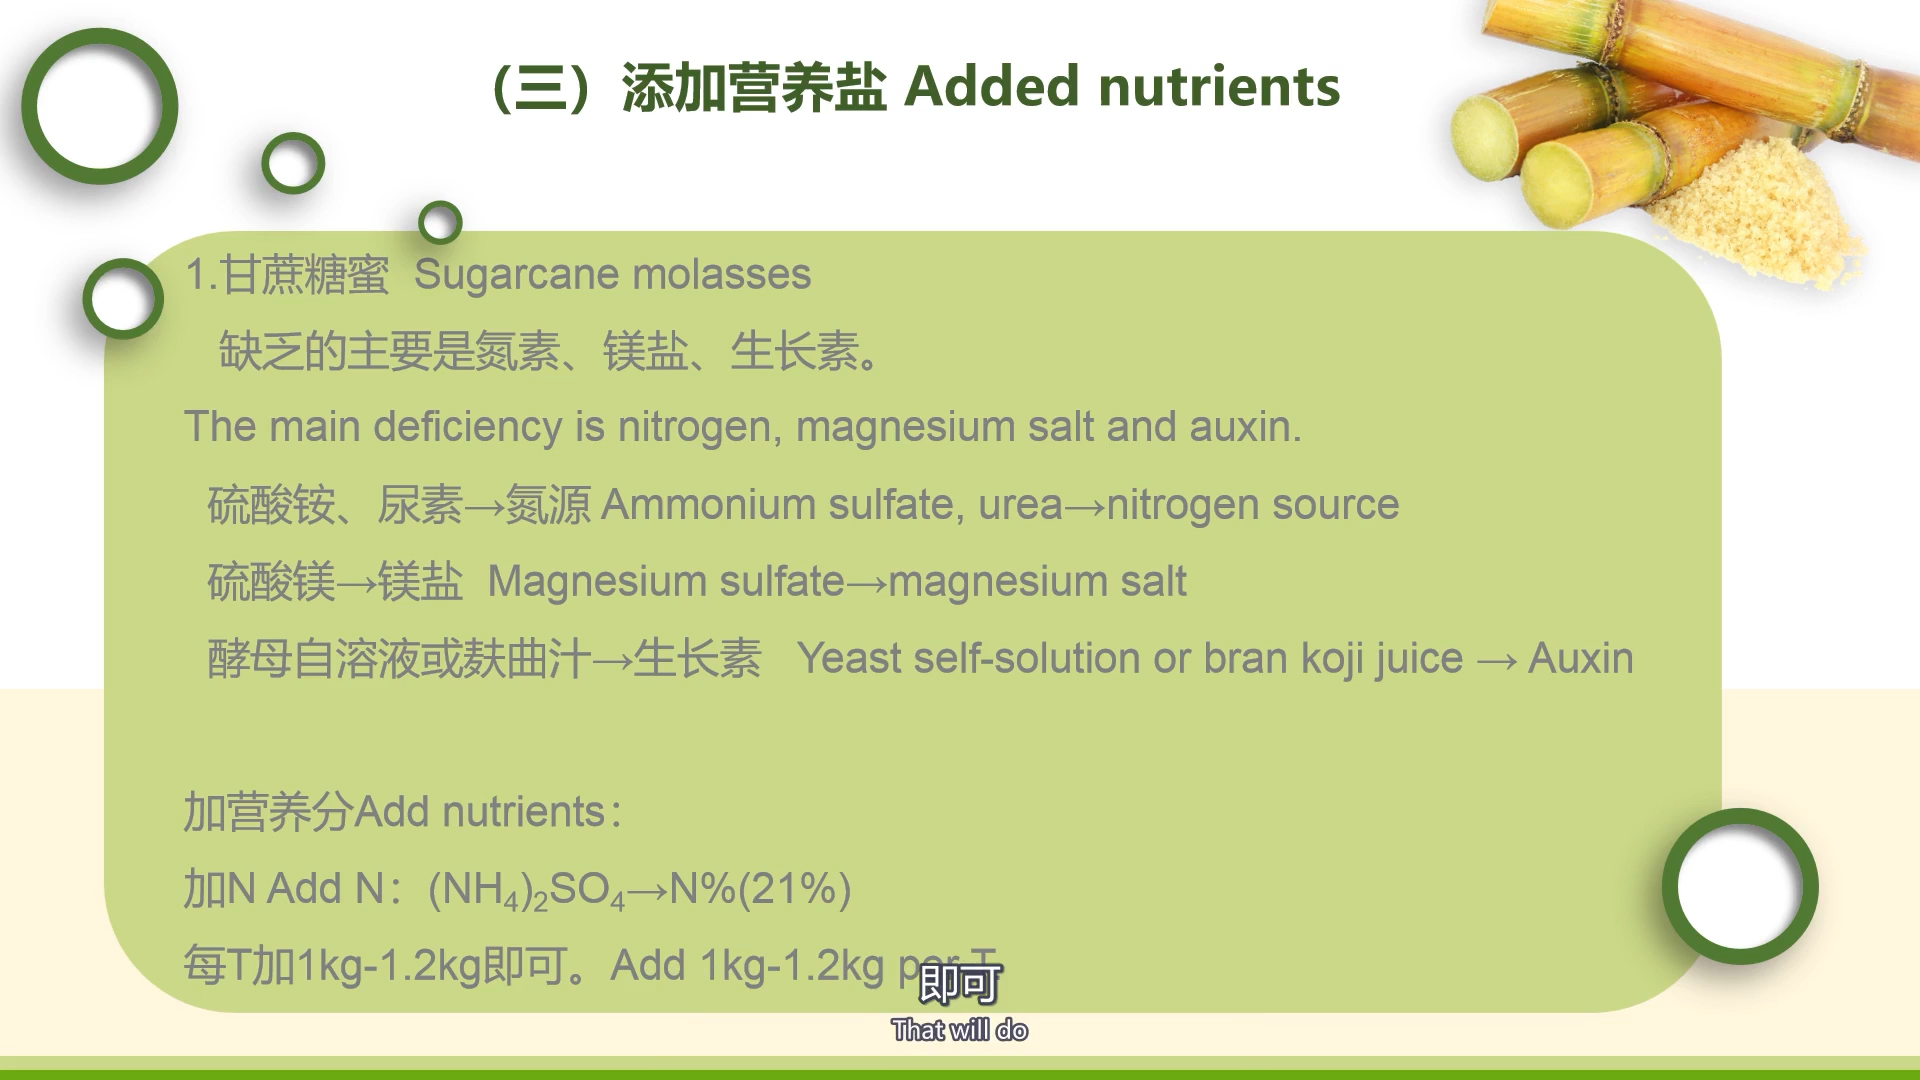 （三）添加营养盐 Added nutrients
1.甘蔗糖蜜 Sugarcane molasses
缺乏的主要是氮素、镁盐、生长素。
The main deficiency is nitrogen, magnesium salt and auxin.
硫酸铵、尿素→氮源 Ammonium sulfate, urea→nitrogen source
硫酸镁→镁盐 Magnesium sulfate→magnesium salt
酵母自溶液或麸曲汁→生长素 Yeast self-solution or bran koji juice → Auxin
加营养分Add nutrients：
加N Add N：(NH₄)₂SO₄→N%(21%)
每T加1kg-1.2kg即可。Add 1kg-1.2kg per T
即可
That will do